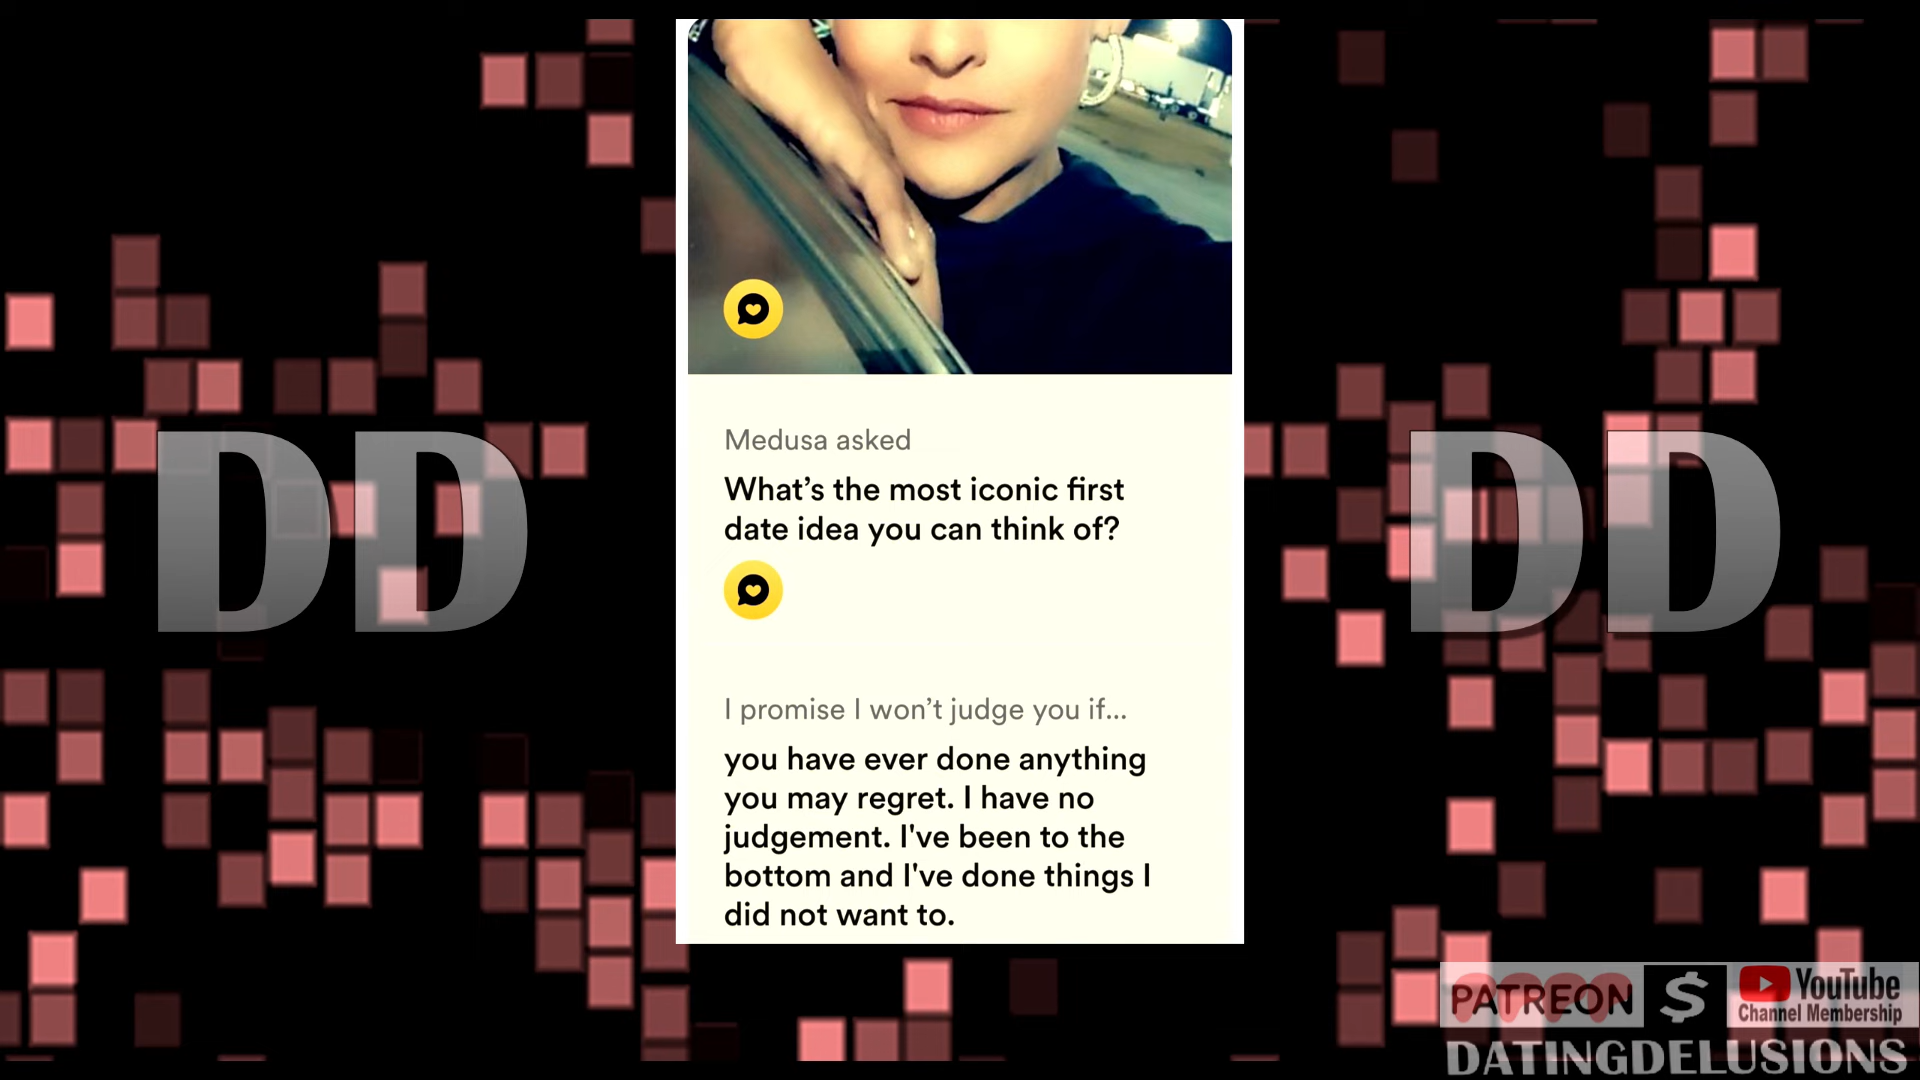 DD
DD
Medusa asked
What’s the most iconic first
date idea you can think of?
I promise I won’t judge you if...
you have ever done anything
you may regret. I have no
judgement. I've been to the
bottom and I've done things I
did not want to.
PATREON
$
YouTube
Channel Membership
DATINGDELUSIONS